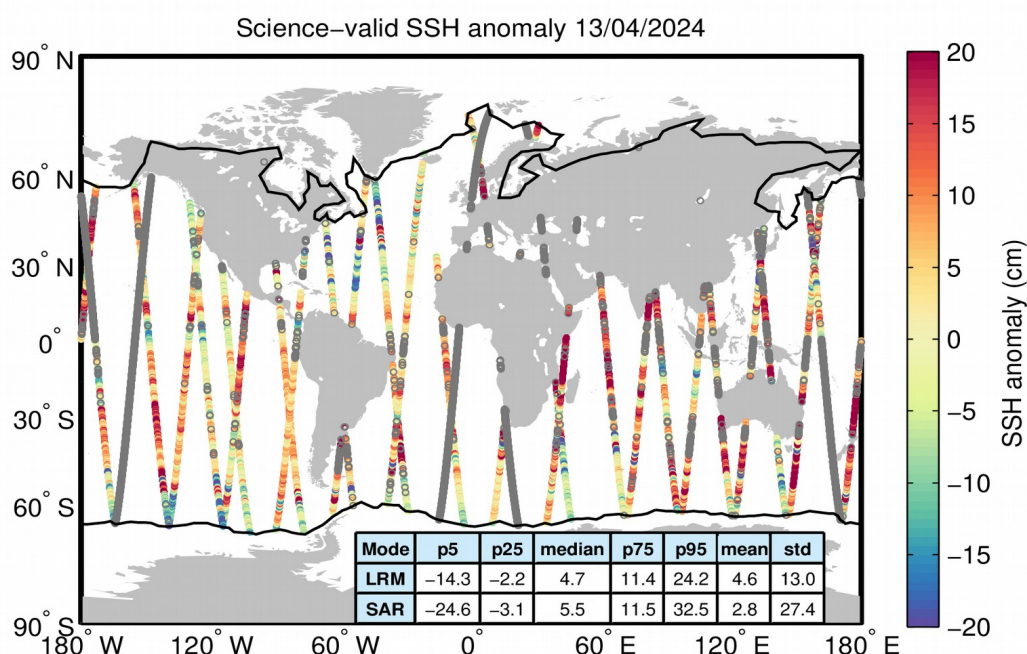 Science−valid SSH anomaly 13/04/2024
90° N
60° N
30° N
0°
30° S
60° S
90° S
180° W
120° W
60° W
0°
60° E
120° E
180° E
Mode p5 p25 median p75 p95 mean std
LRM −14.3 −2.2 4.7 11.4 24.2 4.6 13.0
SAR −24.6 −3.1 5.5 11.5 32.5 2.8 27.4
20
15
10
5
0
−5
−10
−15
−20
SSH anomaly (cm)